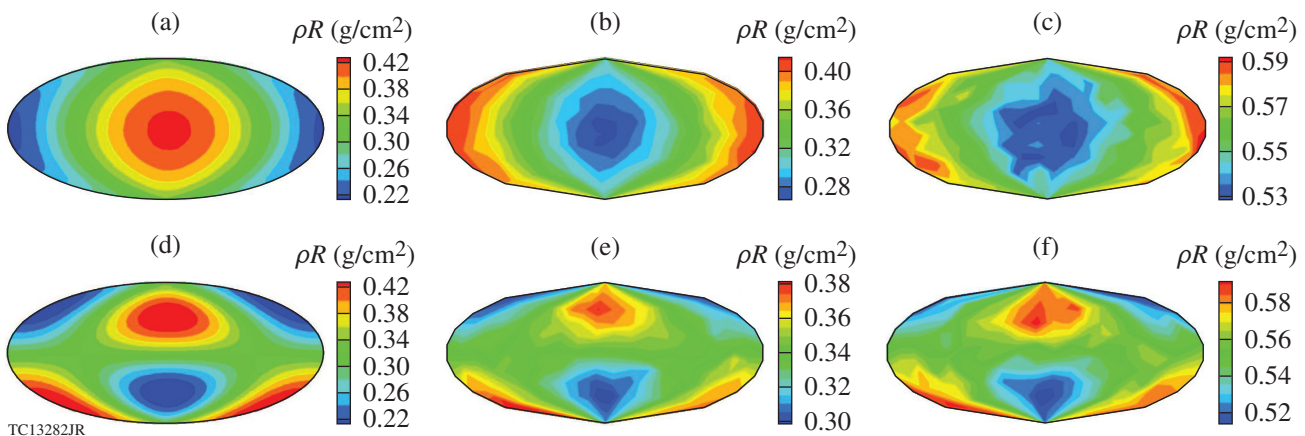 (a) (b) (c)
ρR (g/cm2) ρR (g/cm2) ρR (g/cm2)
0.42 0.40 0.59
0.38 0.36 0.57
0.34 0.32 0.55
0.30 0.28 0.53
0.26
0.22
(d) (e) (f)
ρR (g/cm2) ρR (g/cm2) ρR (g/cm2)
0.42 0.38 0.58
0.38 0.36 0.56
0.34 0.34 0.54
0.30 0.32 0.52
0.26 0.30
0.22
TC13282JR